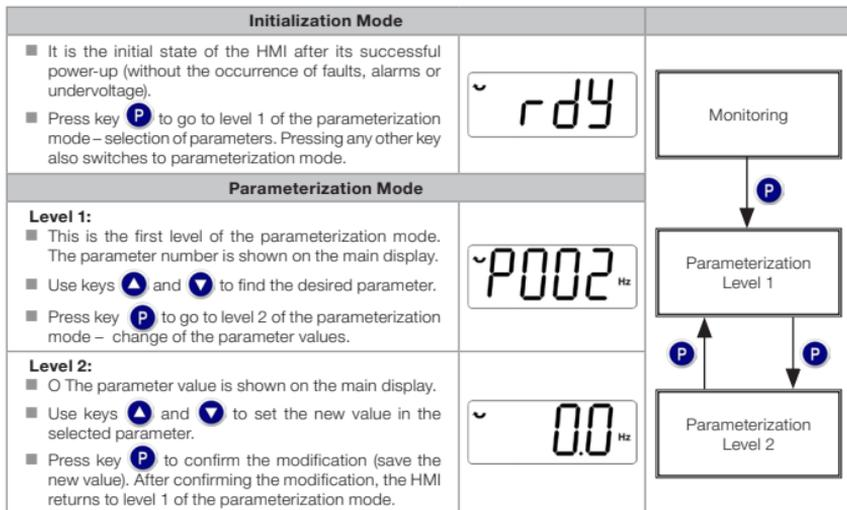 Initialization Mode
It is the initial state of the HMI after its successful
power-up (without the occurrence of faults, alarms or
undervoltage).
Press key P to go to level 1 of the parameterization
mode – selection of parameters. Pressing any other key
also switches to parameterization mode.
rdy
Parameterization Mode
Level 1:
This is the first level of the parameterization mode.
The parameter number is shown on the main display.
Use keys and to find the desired parameter.
Press key P to go to level 2 of the parameterization
mode – change of the parameter values.
P002 Hz
Level 2:
O The parameter value is shown on the main display.
Use keys and to set the new value in the
selected parameter.
Press key P to confirm the modification (save the
new value). After confirming the modification, the HMI
returns to level 1 of the parameterization mode.
0.0 Hz
Monitoring
P
Parameterization
Level 1
P P
Parameterization
Level 2